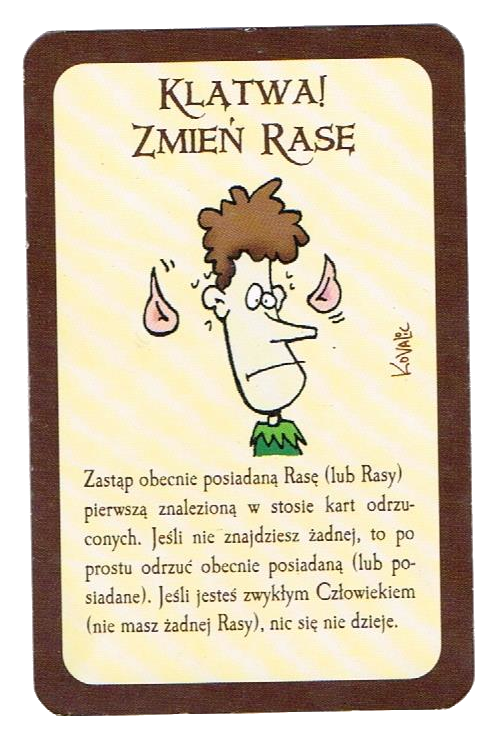 Klątwa!
Zmień Rasę
Kovalic
Zastąp obecnie posiadaną Rasę (lub Rasy)
pierwszą znalezioną w stosie kart odrzu-
conych. Jeśli nie znajdziesz żadnej, to po
prostu odrzuć obecnie posiadaną (lub po-
siadane). Jeśli jesteś zwykłym Człowiekiem
(nie masz żadnej Rasy), nic się nie dzieje.